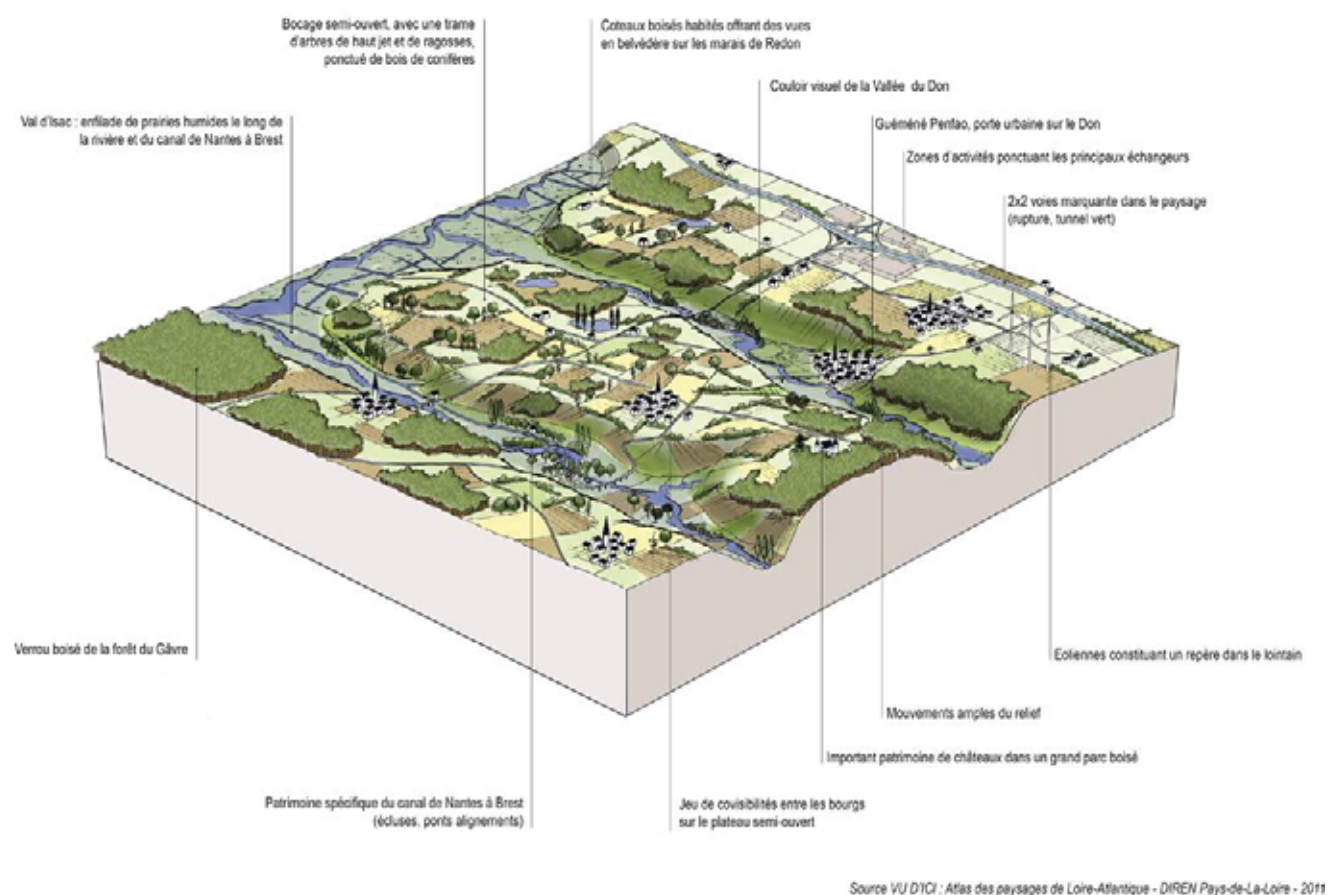 Bocage semi-ouvert, avec une trame
d'arbres de haut jet et de ragosses,
ponctué de bois de conifères
Coteaux boisés habités offrant des vues
en belvédère sur les marais de Redon
Couloir visuel de la Vallée du Don
Val d'Isac : enfilade de prairies humides le long de
la rivière et du canal de Nantes à Brest
Guéméné Penfao, porte urbaine sur le Don
Zones d'activités ponctuant les principaux échangeurs
2x2 voies marquante dans le paysage
(rupture, tunnel vert)
Verrou boisé de la forêt du Gâvre
Eoliennes constituant un repère dans le lointain
Mouvements amples du relief
Important patrimoine de châteaux dans un grand parc boisé
Patrimoine spécifique du canal de Nantes à Brest
(écluses, ponts alignements)
Jeu de covisibilités entre les bourgs
sur le plateau semi-ouvert
Source VU D'ICI : Atlas des paysages de Loire-Atlantique - DIREN Pays-de-La-Loire - 2011